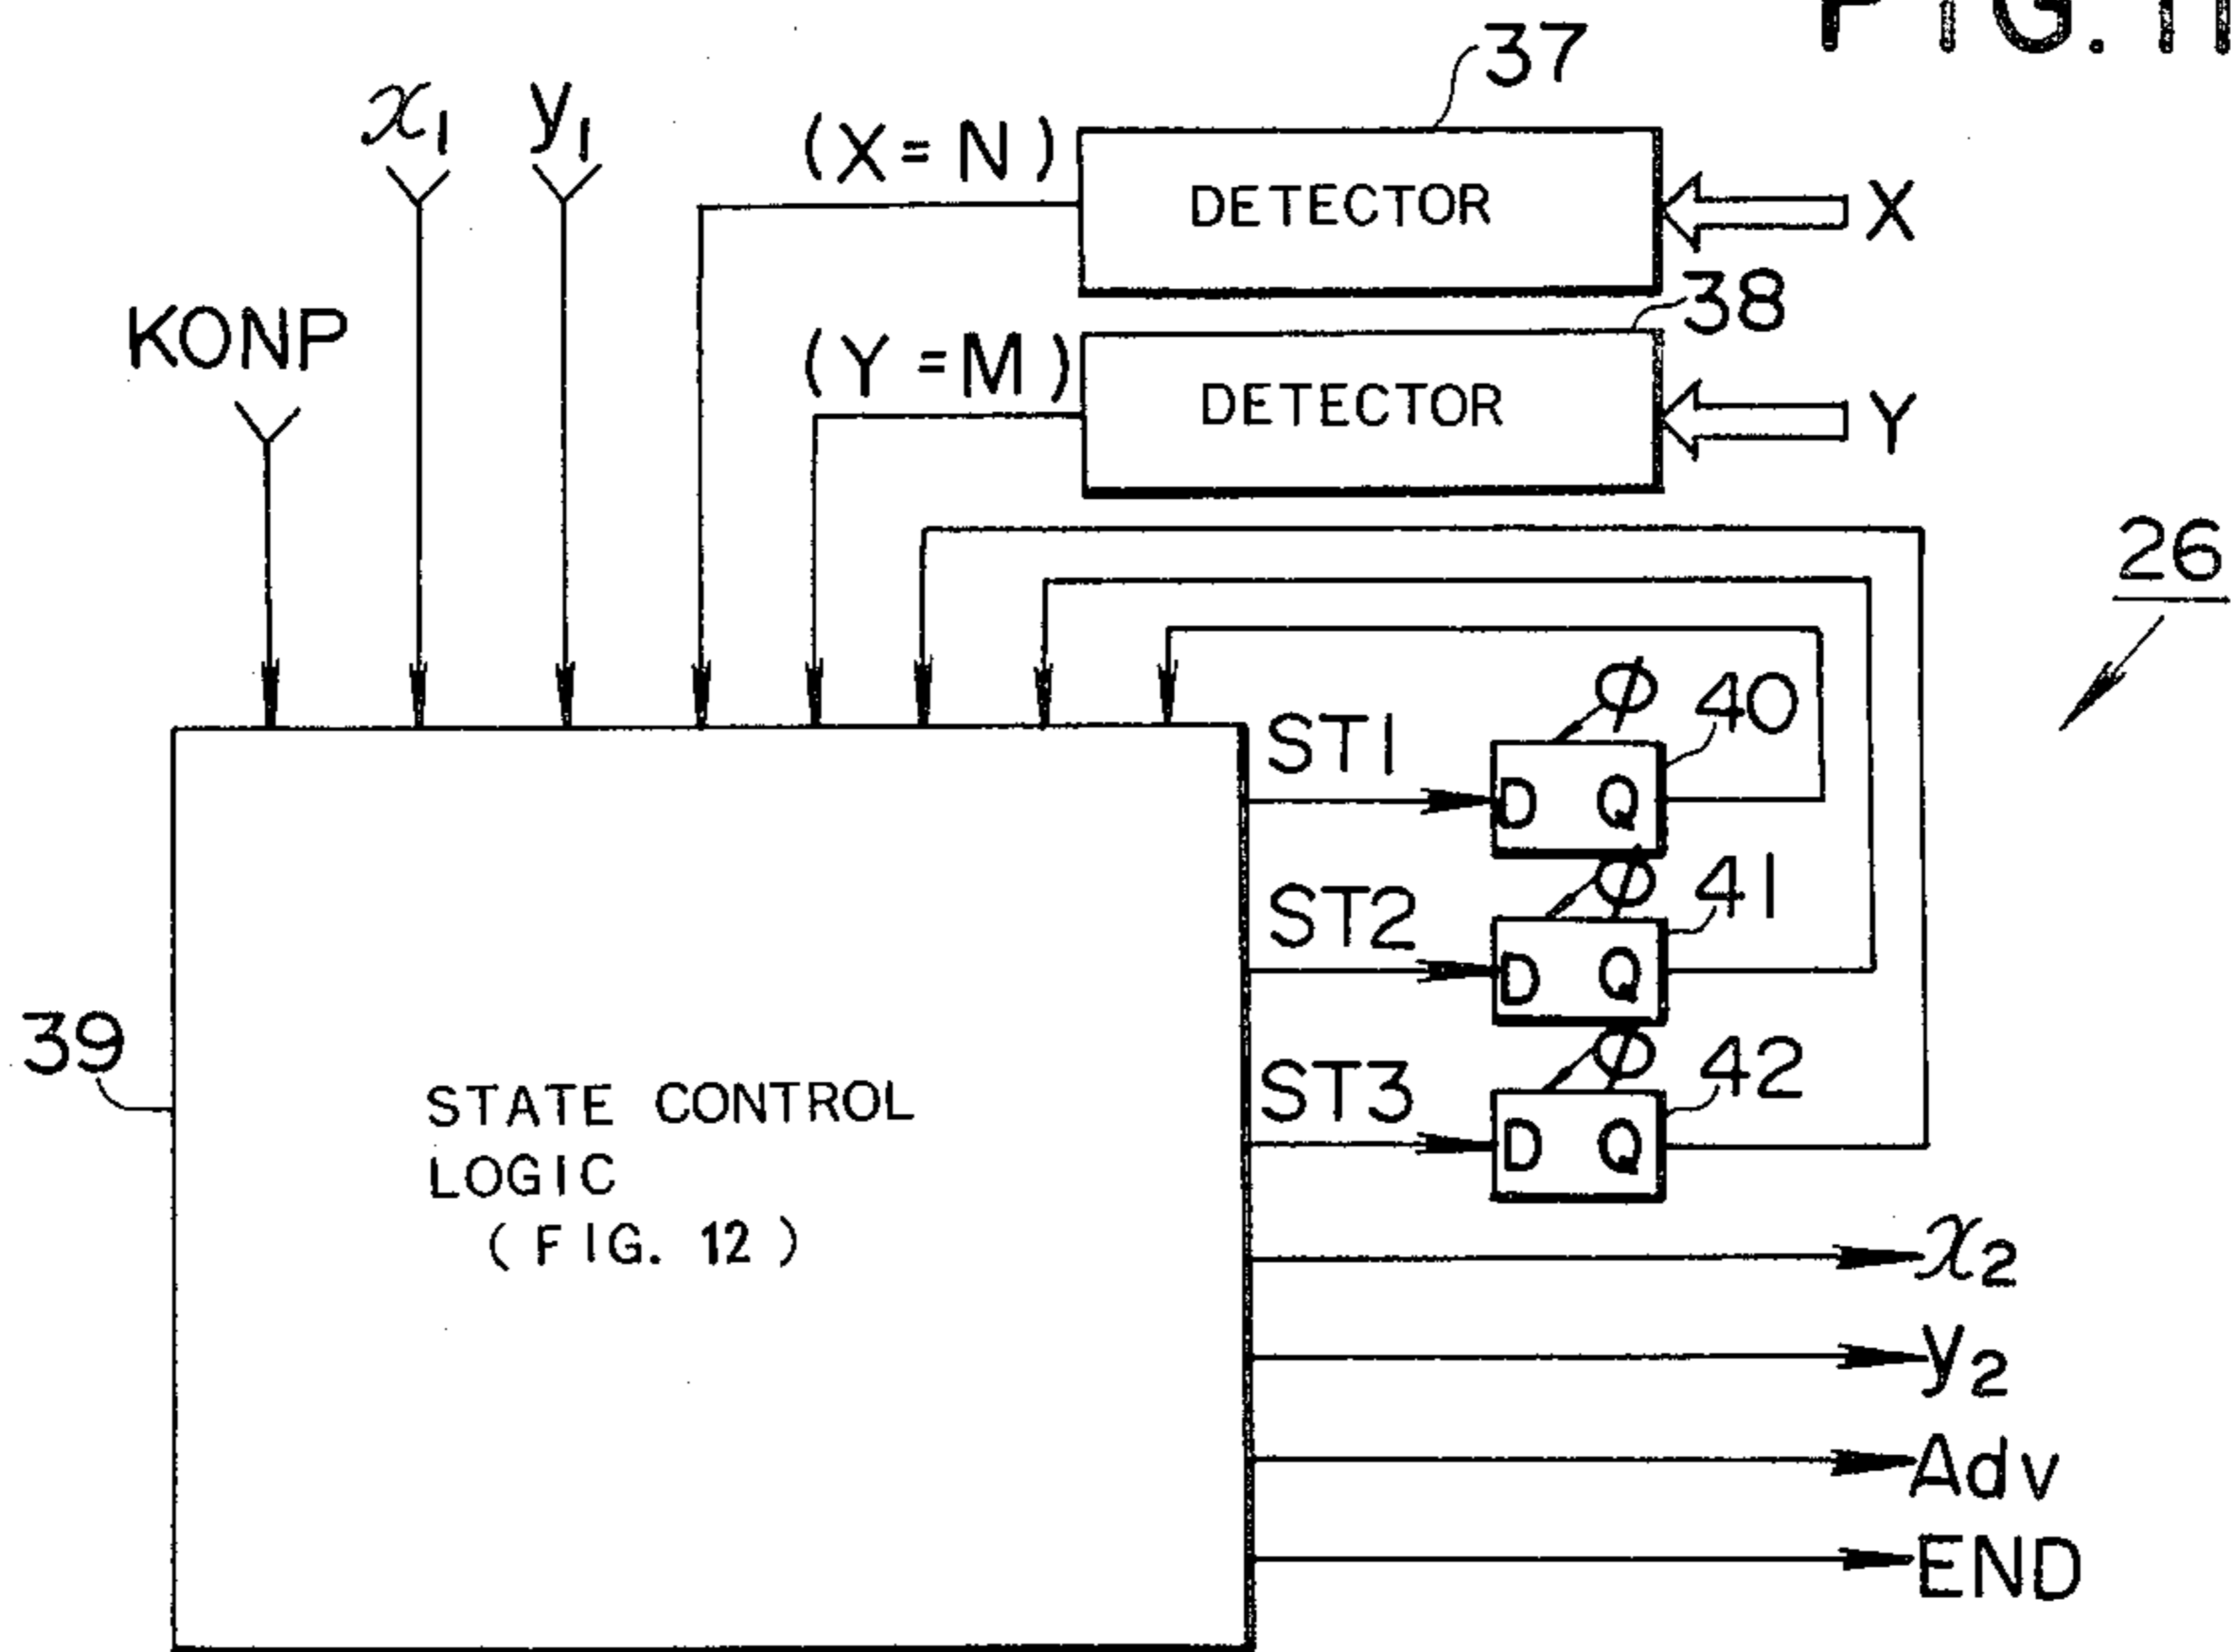 FIG. 11
37
x₁ y₁
(X=N) DETECTOR X
38
KONP (Y=M) DETECTOR Y
26
ST1 D Q ϕ 40
ST2 D Q ϕ 41
ST3 D Q ϕ 42
39
STATE CONTROL
LOGIC
(FIG. 12)
x₂
y₂
Adv
END